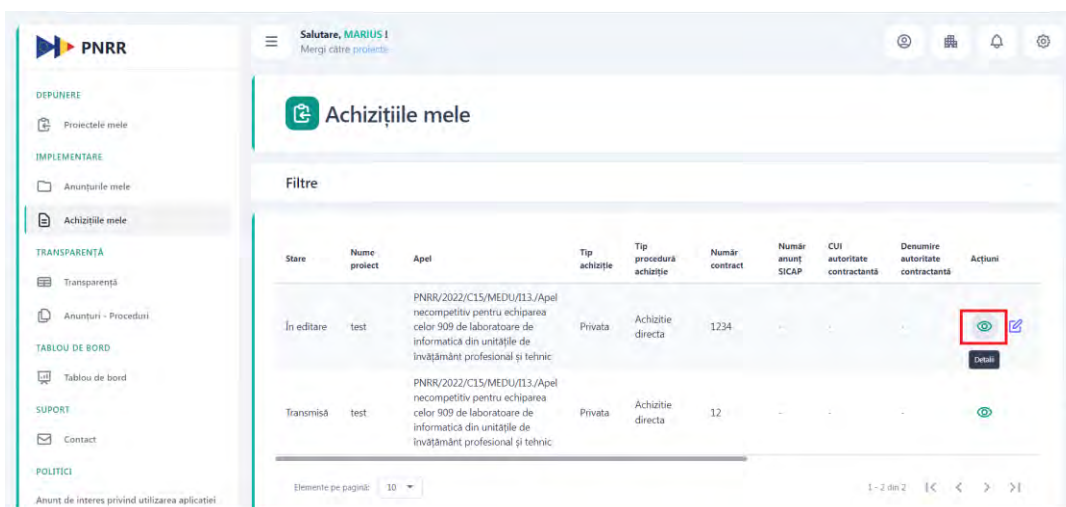 PNRR
Salutare, MARIUS !
Mergi către proiecte
DEPUNERE
Proiectele mele
IMPLEMENTARE
Anunțurile mele
Achizițiile mele
TRANSPARENȚĂ
Transparență
Anunțuri - Proceduri
TABLOU DE BORD
Tablou de bord
SUPORT
Contact
POLITICI
Anunt de interes privind utilizarea aplicatiei
Achizițiile mele
Filtre
Stare
Nume
proiect
Apel
Tip
achiziție
Tip
procedură
achiziție
Număr
contract
Număr
anunț
SICAP
CUI
autoritate
contractantă
Denumire
autoritate
contractantă
Acțiuni
În editare
test
PNRR/2022/C15/MEDU/I13./Apel
necompetitiv pentru echiparea
celor 909 de laboratoare de
informatică din unitățile de
învățământ profesional și tehnic
Privata
Achizitie
directa
1234
-
-
-
Detalii
Transmisă
test
PNRR/2022/C15/MEDU/I13./Apel
necompetitiv pentru echiparea
celor 909 de laboratoare de
informatică din unitățile de
învățământ profesional și tehnic
Privata
Achizitie
directa
12
-
-
-
Elemente pe pagină: 10
1 - 2 din 2